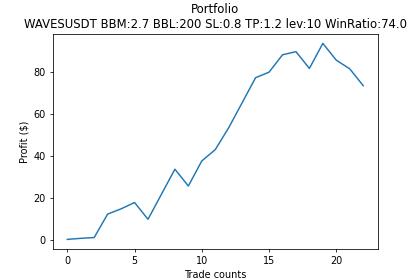 Portfolio
WAVESUSDT BBM:2.7 BBL:200 SL:0.8 TP:1.2 lev:10 WinRatio:74.0
Profit ($)
80
60
40
20
0
0 5 10 15 20
Trade counts